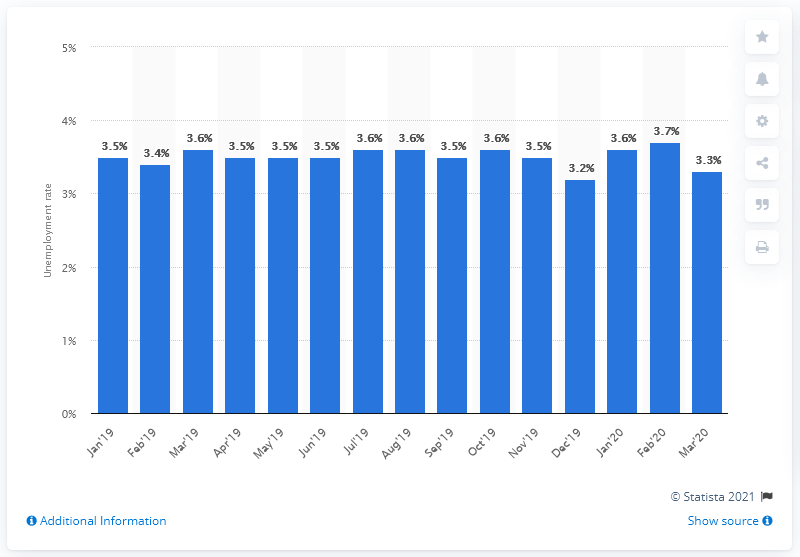 5%
4%
3%
2%
1%
0%
Unemployment rate
3.5%
3.4%
3.6%
3.5%
3.5%
3.5%
3.6%
3.6%
3.5%
3.6%
3.5%
3.2%
3.6%
3.7%
3.3%
Jan'19
Feb'19
Mar'19
Apr'19
May'19
Jun'19
Jul'19
Aug'19
Sep'19
Oct'19
Nov'19
Dec'19
Jan'20
Feb'20
Mar'20
© Statista 2021
Additional Information
Show source